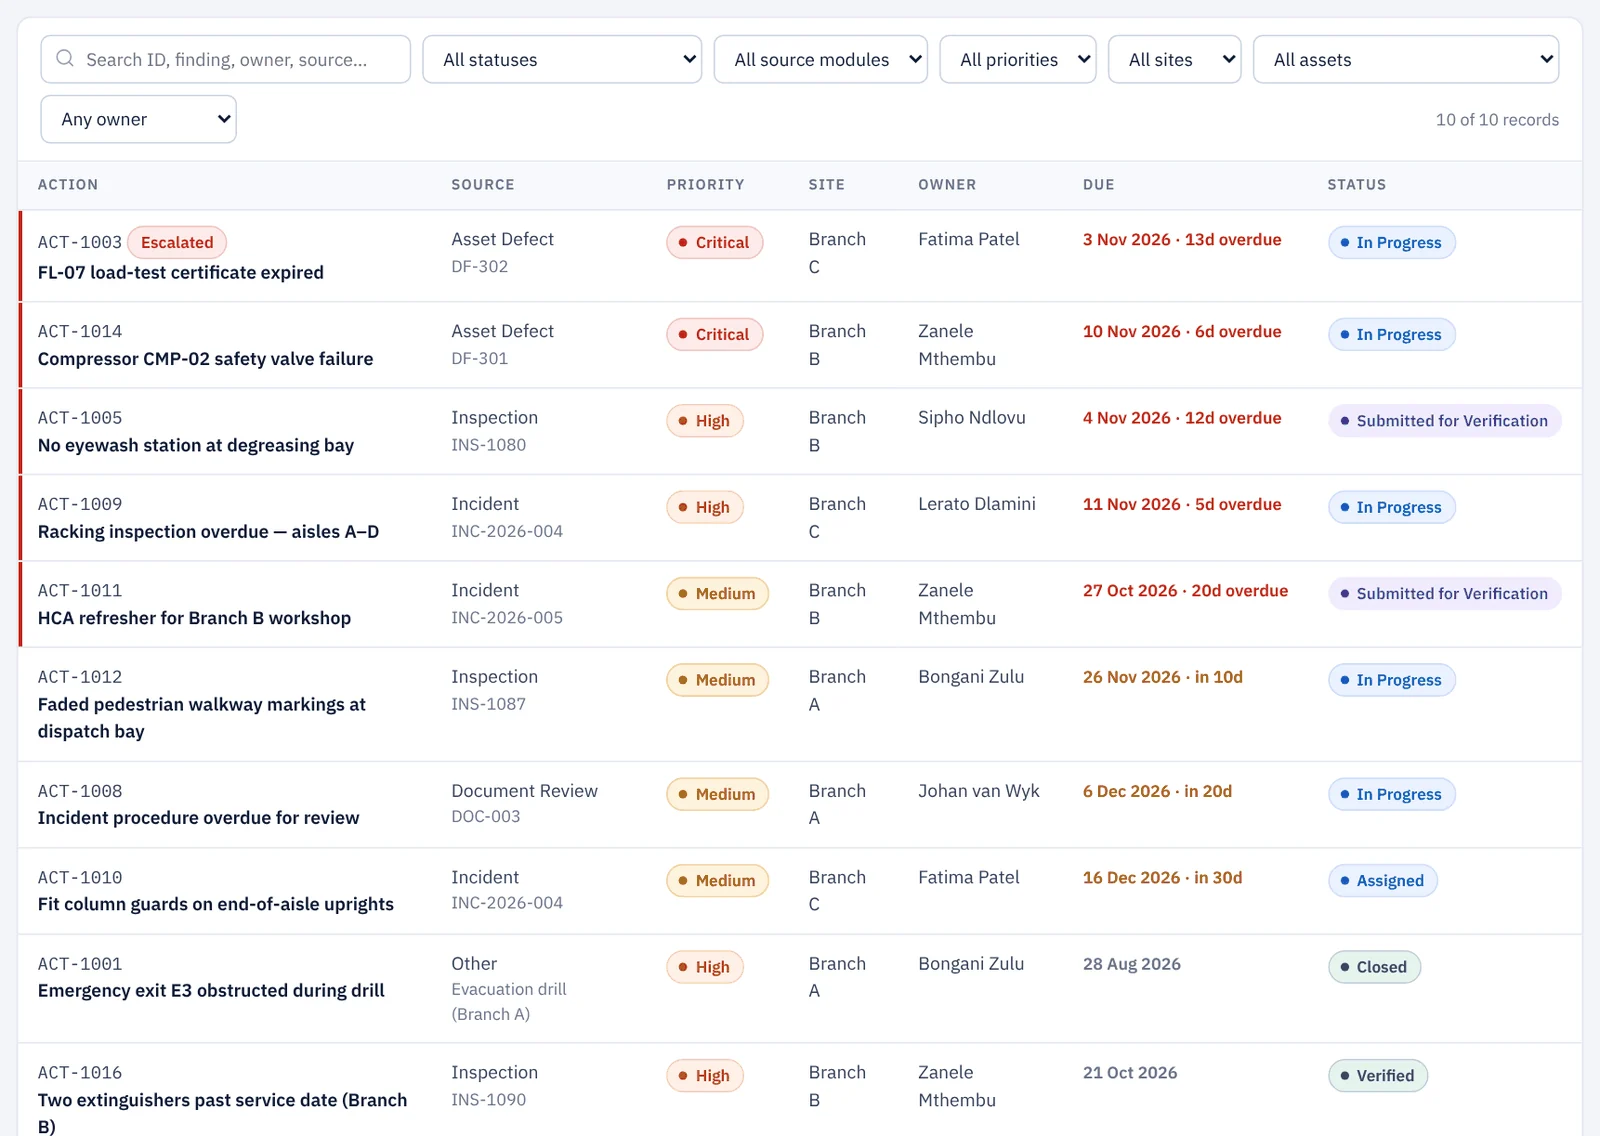 Search ID, finding, owner, source...
All statuses
All source modules
All priorities
All sites
All assets
Any owner
10 of 10 records
ACTION SOURCE PRIORITY SITE OWNER DUE STATUS
ACT-1003 Escalated
FL-07 load-test certificate expired
Asset Defect
DF-302
Critical
Branch
C
Fatima Patel
3 Nov 2026 · 13d overdue
In Progress
ACT-1014
Compressor CMP-02 safety valve failure
Asset Defect
DF-301
Critical
Branch
B
Zanele
Mthembu
10 Nov 2026 · 6d overdue
In Progress
ACT-1005
No eyewash station at degreasing bay
Inspection
INS-1080
High
Branch
B
Sipho Ndlovu
4 Nov 2026 · 12d overdue
Submitted for Verification
ACT-1009
Racking inspection overdue — aisles A–D
Incident
INC-2026-004
High
Branch
C
Lerato Dlamini
11 Nov 2026 · 5d overdue
In Progress
ACT-1011
HCA refresher for Branch B workshop
Incident
INC-2026-005
Medium
Branch
B
Zanele
Mthembu
27 Oct 2026 · 20d overdue
Submitted for Verification
ACT-1012
Faded pedestrian walkway markings at
dispatch bay
Inspection
INS-1087
Medium
Branch
A
Bongani Zulu
26 Nov 2026 · in 10d
In Progress
ACT-1008
Incident procedure overdue for review
Document Review
DOC-003
Medium
Branch
A
Johan van Wyk
6 Dec 2026 · in 20d
In Progress
ACT-1010
Fit column guards on end-of-aisle uprights
Incident
INC-2026-004
Medium
Branch
C
Fatima Patel
16 Dec 2026 · in 30d
Assigned
ACT-1001
Emergency exit E3 obstructed during drill
Other
Evacuation drill
(Branch A)
High
Branch
A
Bongani Zulu
28 Aug 2026
Closed
ACT-1016
Two extinguishers past service date (Branch
B)
Inspection
INS-1090
High
Branch
B
Zanele
Mthembu
21 Oct 2026
Verified